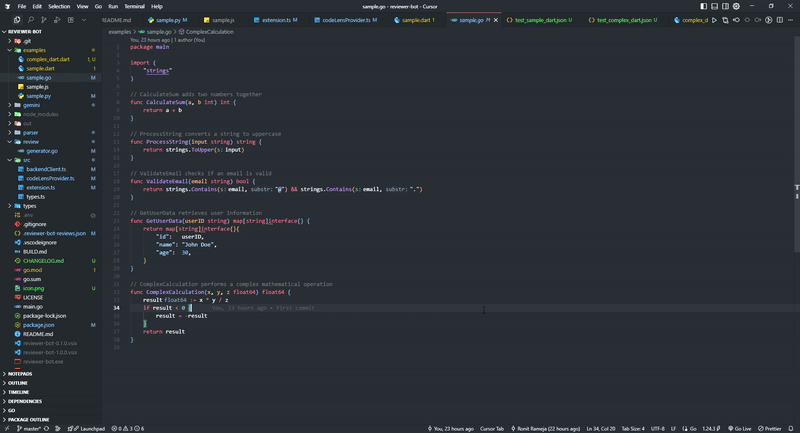 File Edit Selection View Go Run Terminal Help
sample.go - reviewer-bot - Cursor
README.md
sample.py M
sample.js
extension.ts M
codeLensProvider.ts M
sample.dart 1
sample.go M
test_sample_dart.json U
test_complex_dart.json U
complex_d
REVIEWER-BOT
.git
examples
complex_dart.dart 1, U
sample.dart 1
sample.go M
sample.js
sample.py M
gemini
node_modules
out
parser
review
generator.go M
src
backendClient.ts M
codeLensProvider.ts M
extension.ts M
types.ts
types
.env
.gitignore
.reviewer-bot-reviews.json M
.vscodeignore
BUILD.md
CHANGELOG.md U
go.mod
go.sum
icon.png U
LICENSE
main.go
package-lock.json
package.json M
README.md
reviewer-bot-0.1.0.vsix
reviewer-bot-1.0.0.vsix
reviewer-bot.exe
NOTEPADS
OUTLINE
TIMELINE
DEPENDENCIES
GO
PACKAGE OUTLINE
examples > sample.go > ComplexCalculation
You, 23 hours ago | 1 author (You)
package main
import (
"strings"
)
// CalculateSum adds two numbers together
func CalculateSum(a, b int) int {
return a + b
}
// ProcessString converts a string to uppercase
func ProcessString(input string) string {
return strings.ToUpper(s: input)
}
// ValidateEmail checks if an email is valid
func ValidateEmail(email string) bool {
return strings.Contains(s: email, substr: "@") && strings.Contains(s: email, substr: ".")
}
// GetUserData retrieves user information
func GetUserData(userID string) map[string]interface{} {
return map[string]interface{}{
"id": userID,
"name": "John Doe",
"age": 30,
}
}
// ComplexCalculation performs a complex mathematical operation
func ComplexCalculation(x, y, z float64) float64 {
result float64 := x * y / z
34 if result < 0 { You, 23 hours ago • First commit
result = -result
}
return result
}
master*
Launchpad
0 3 6
You, 23 hours ago
Cursor Tab
Ronit Rameja (22 hours ago)
Ln 34, Col 20
Tab Size: 4
UTF-8
LF
Go
1.24.3
Go Live
Prettier